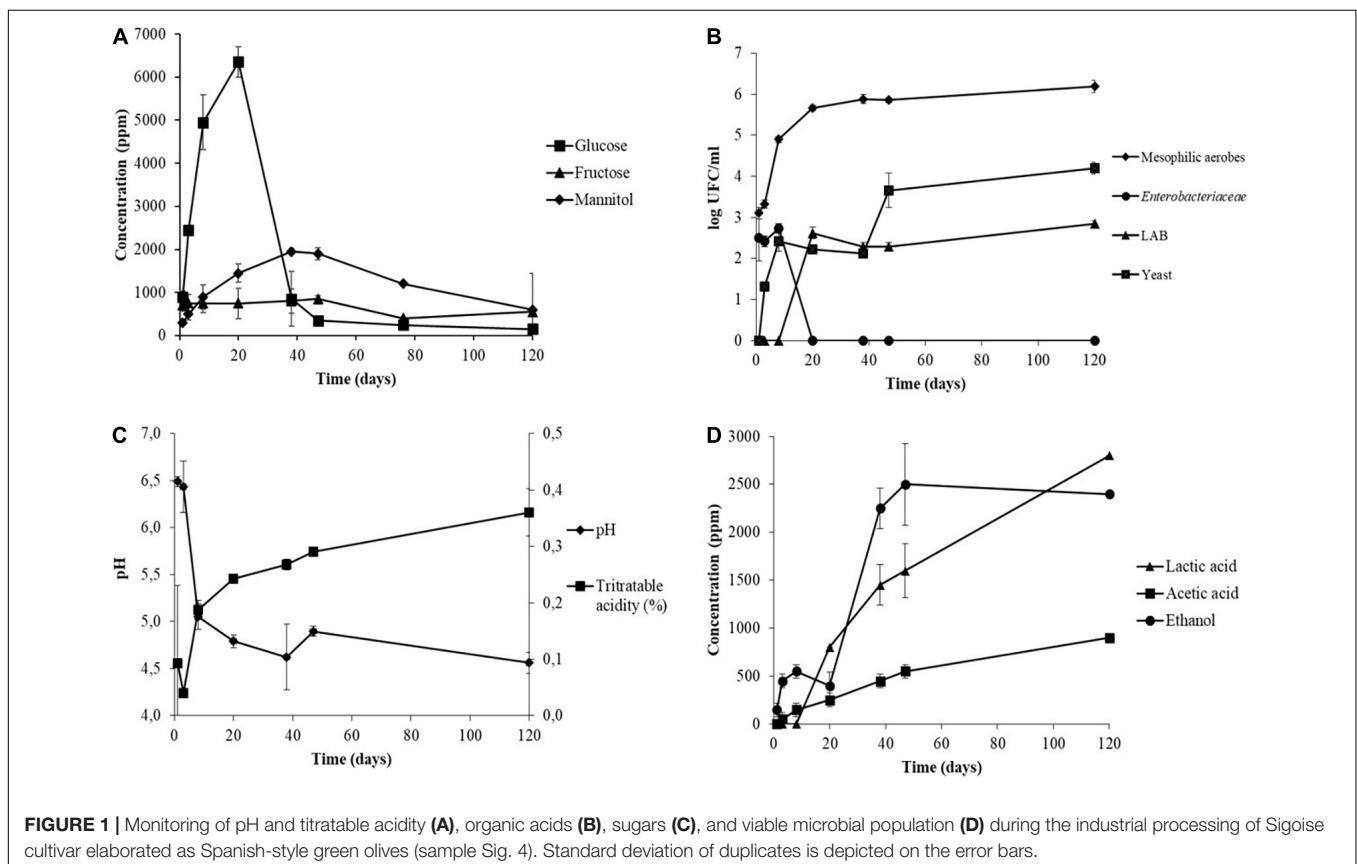 A
7000
6000
5000
4000
3000
2000
1000
0
0 20 40 60 80 100 120
Concentration (ppm)
Time (days)
Glucose
Fructose
Mannitol
B
7
6
5
4
3
2
1
0
0 20 40 60 80 100 120
log UFC/ml
Time (days)
Mesophilic aerobes
Enterobacteriaceae
LAB
Yeast
C
7,0
6,5
6,0
5,5
5,0
4,5
4,0
0,5
0,4
0,3
0,2
0,1
0,0
0 20 40 60 80 100 120
pH
Time (days)
pH
Tritratable
acidity (%)
D
3000
2500
2000
1500
1000
500
0
0 20 40 60 80 100 120
Concentration (ppm)
Time (days)
Lactic acid
Acetic acid
Ethanol
FIGURE 1 | Monitoring of pH and titratable acidity (A), organic acids (B), sugars (C), and viable microbial population (D) during the industrial processing of Sigoise
cultivar elaborated as Spanish-style green olives (sample Sig. 4). Standard deviation of duplicates is depicted on the error bars.